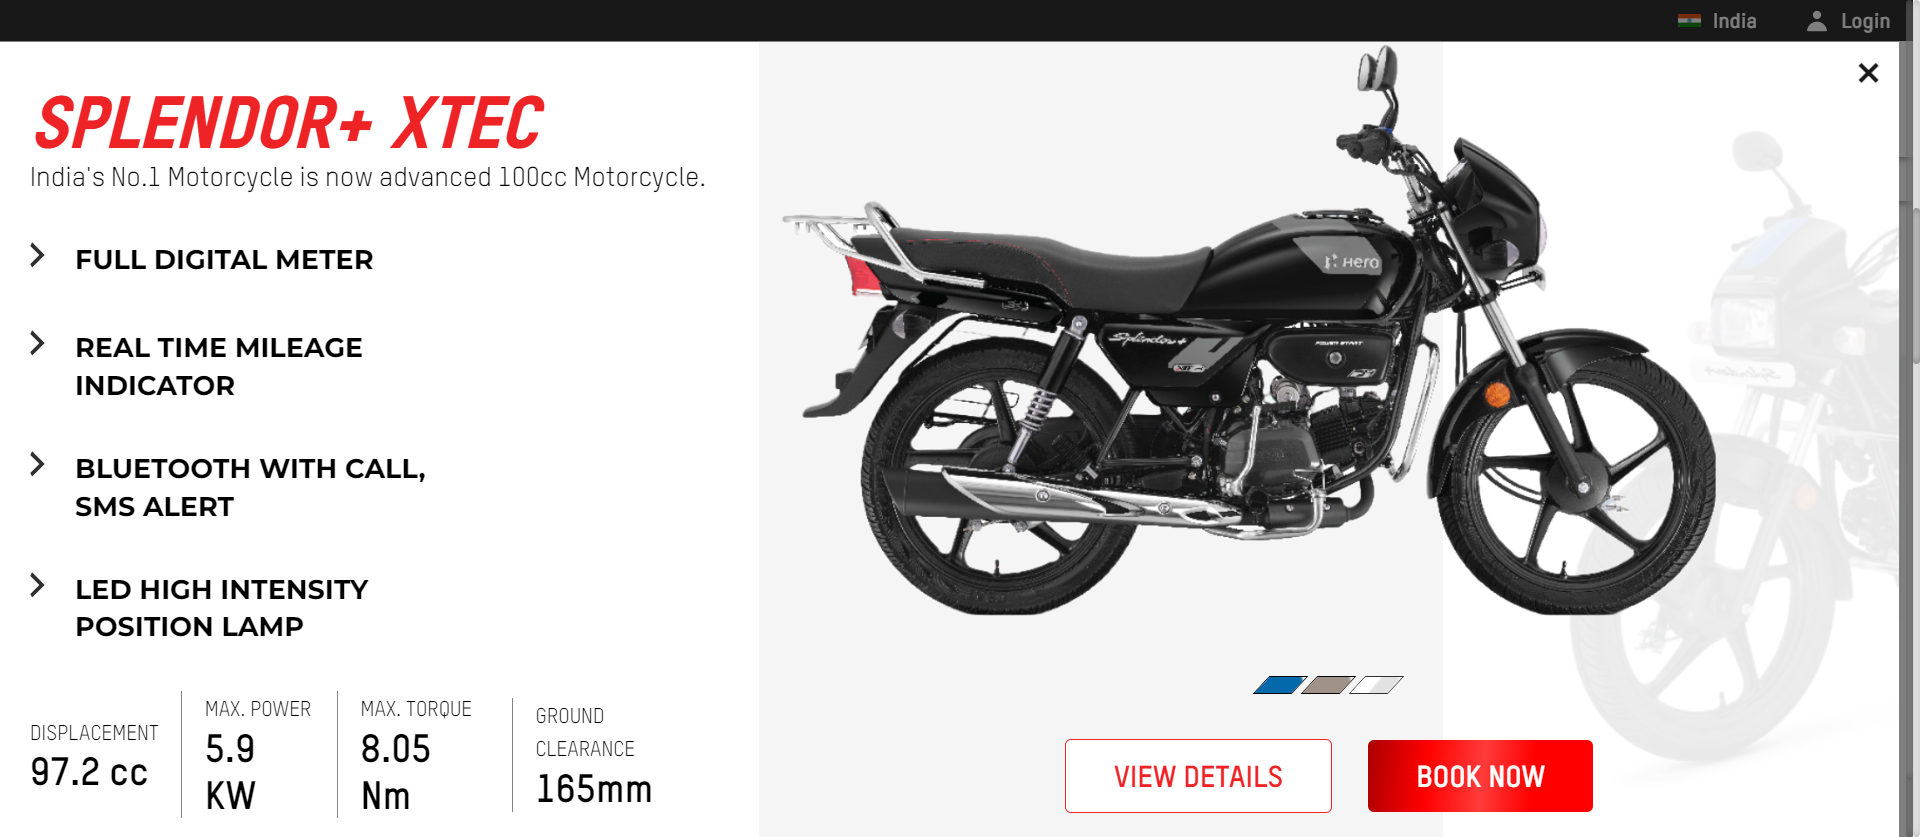 India
Login
SPLENDOR+ XTEC
India's No.1 Motorcycle is now advanced 100cc Motorcycle.
FULL DIGITAL METER
REAL TIME MILEAGE
INDICATOR
BLUETOOTH WITH CALL,
SMS ALERT
LED HIGH INTENSITY
POSITION LAMP
DISPLACEMENT
97.2 cc
MAX. POWER
5.9
KW
MAX. TORQUE
8.05
Nm
GROUND
CLEARANCE
165mm
Hero
Splendor+
POWER START
VIEW DETAILS
BOOK NOW